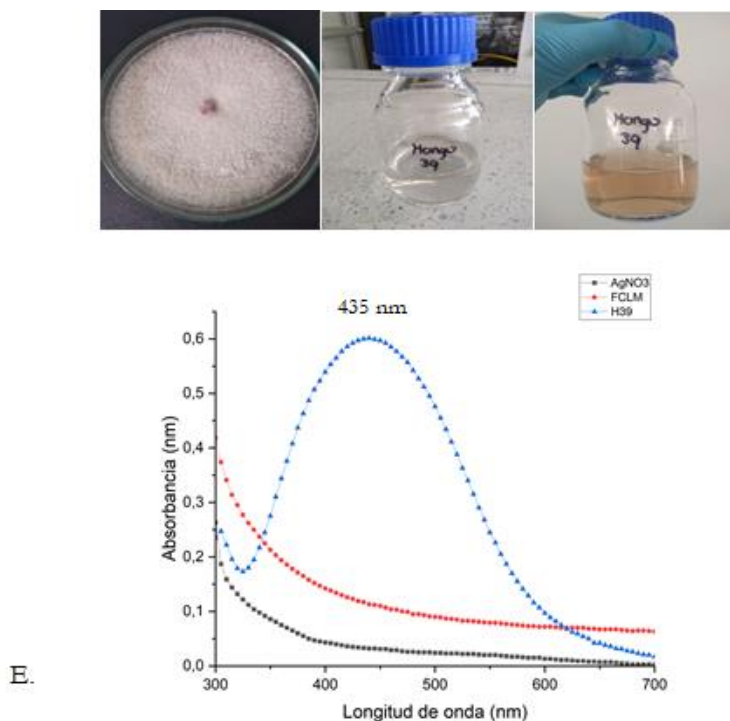 Hongo
39
Hongo
39
435 nm
AgNO3
FCLM
H39
0,6
0,5
0,4
0,3
0,2
0,1
0,0
Absorbancia (nm)
300 400 500 600 700
Longitud de onda (nm)
E.